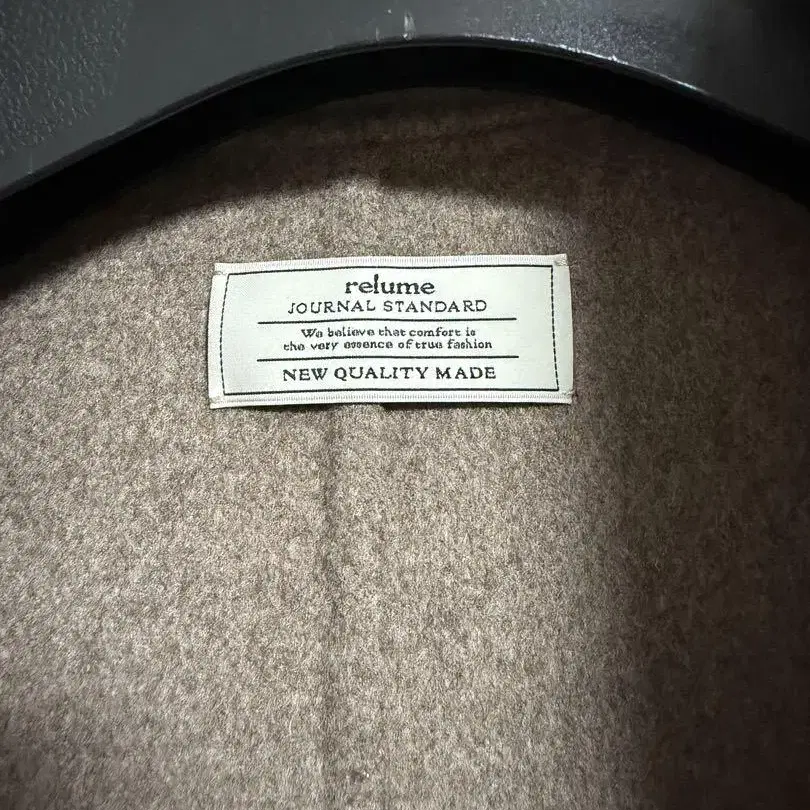 relume
JOURNAL STANDARD
We believe that comfort is
the very essence of true fashion
NEW QUALITY MADE